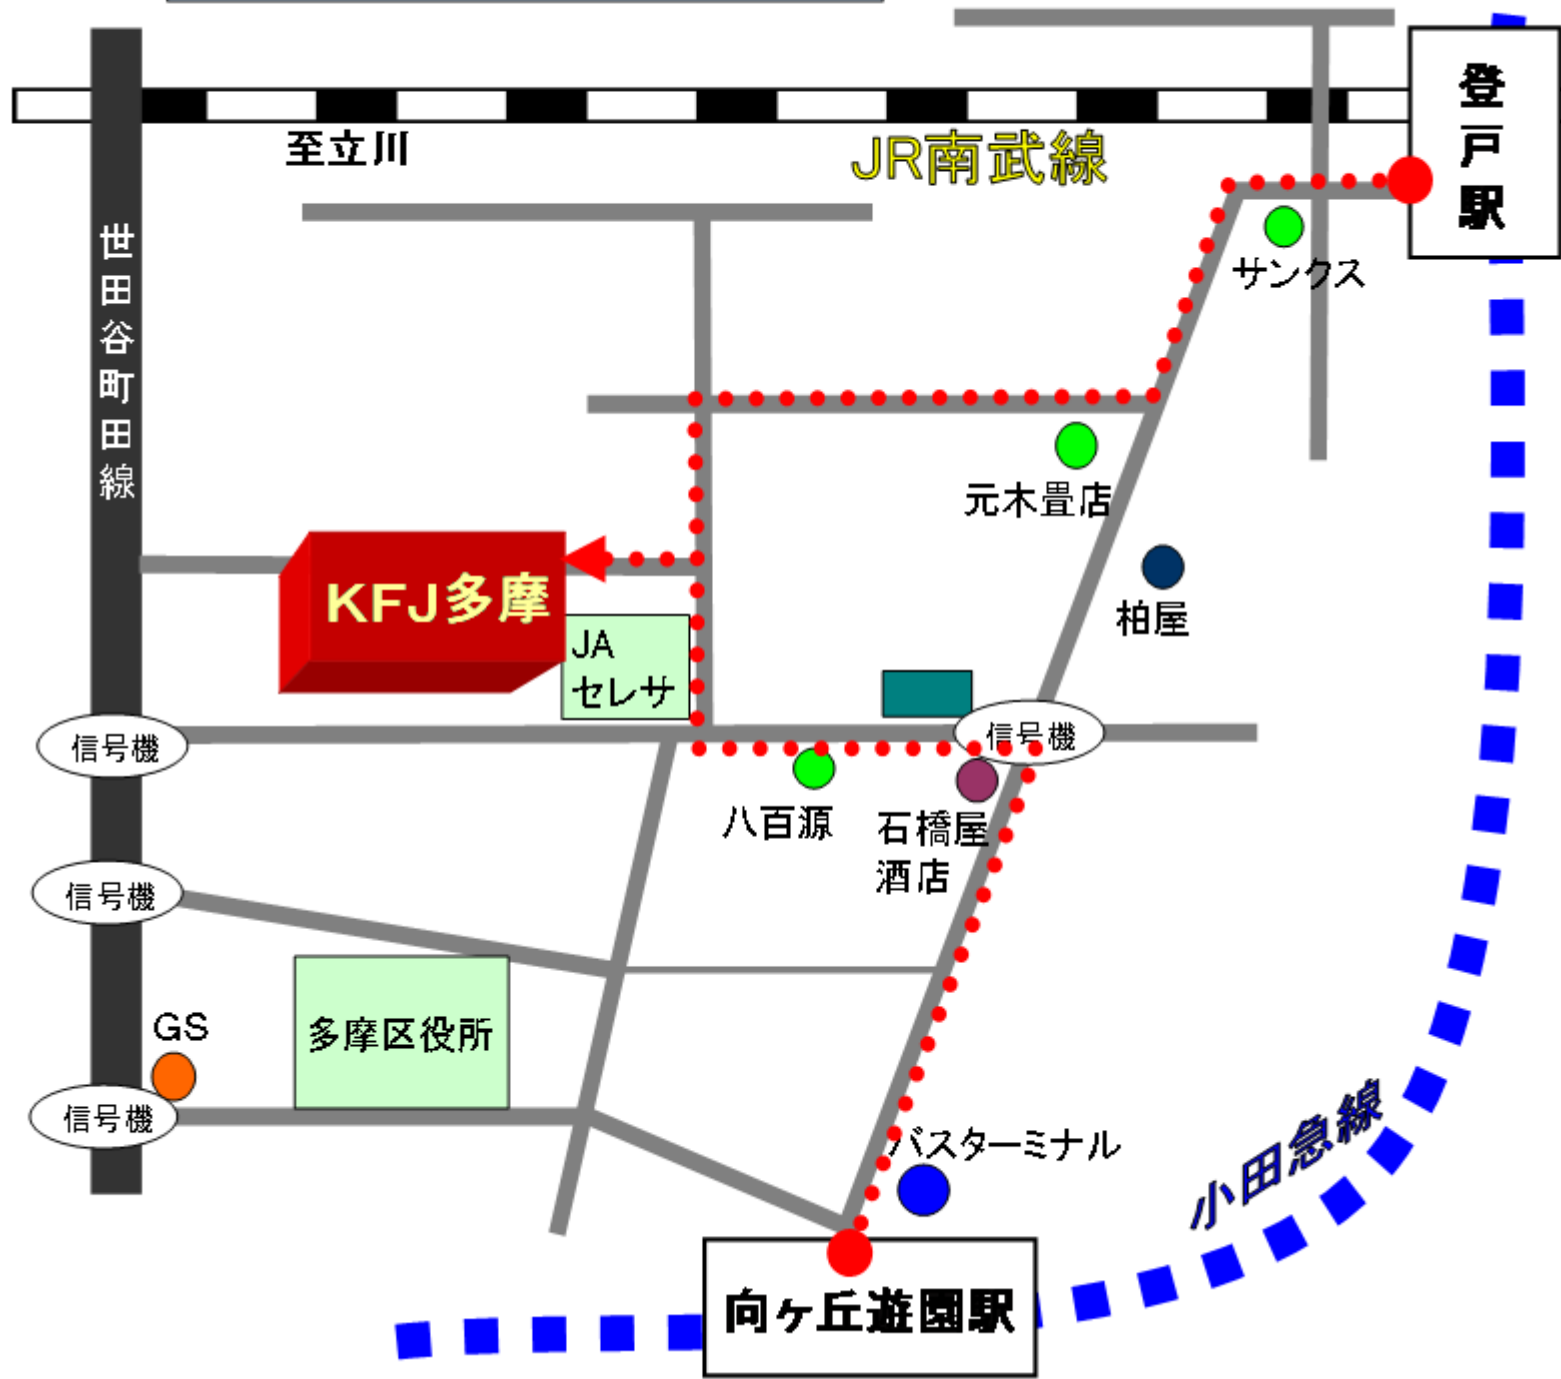 登戸駅
至立川
JR南武線
世田谷町田線
サンクス
元木畳店
柏屋
KFJ多摩
JA
セレサ
信号機
信号機
八百源
石橋屋
酒店
信号機
GS
多摩区役所
信号機
バスターミナル
小田急線
向ヶ丘遊園駅